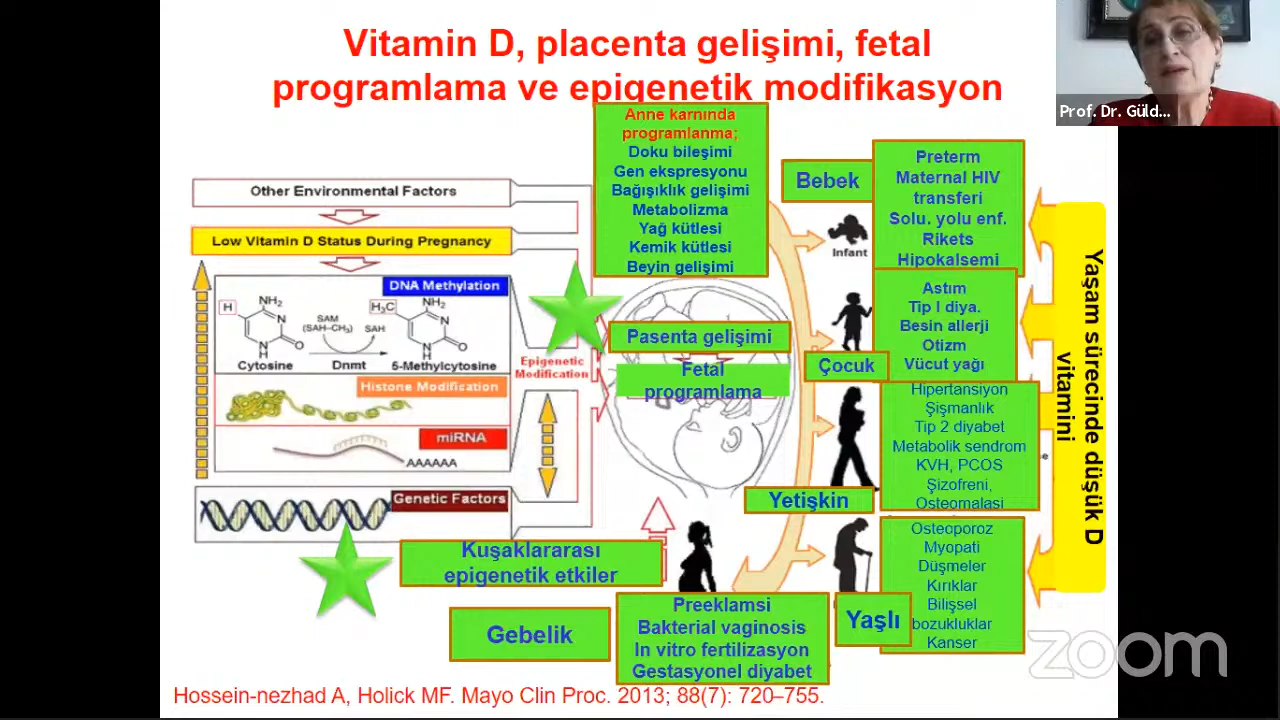 Vitamin D, placenta gelişimi, fetal
programlama ve epigenetik modifikasyon
Prof. Dr. Güld...
Anne karnında
programlanma;
Doku bileşimi
Gen ekspresyonu
Bağışıklık gelişimi
Metabolizma
Yağ kütlesi
Kemik kütlesi
Beyin gelişimi
Other Environmental Factors
Low Vitamin D Status During Pregnancy
DNA Methylation
H
NH2
N
N
H
O
Cytosine
SAM
(SAH–CH3)
SAH
Dnmt
H3C
NH2
N
N
H
O
5-Methylcytosine
Histone Modification
miRNA
AAAAAA
Genetic Factors
Epigenetic
Modification
Pasenta gelişimi
Fetal
programlama
Kuşaklararası
epigenetik etkiler
Gebelik
Preeklamsi
Bakterial vaginosis
In vitro fertilizasyon
Gestasyonel diyabet
Bebek
Infant
Preterm
Maternal HIV
transferi
Solu. yolu enf.
Rikets
Hipokalsemi
Çocuk
Astım
Tip I diya.
Besin allerji
Otizm
Vücut yağı
Yetişkin
Hipertansiyon
Şişmanlık
Tip 2 diyabet
Metabolik sendrom
KVH, PCOS
Şizofreni,
Osteomalasi
Yaşlı
Osteoporoz
Myopati
Düşmeler
Kırıklar
Bilişsel
bozukluklar
Kanser
Yaşam sürecinde düşük D
vitamini
Hossein-nezhad A, Holick MF. Mayo Clin Proc. 2013; 88(7): 720–755.
zoom